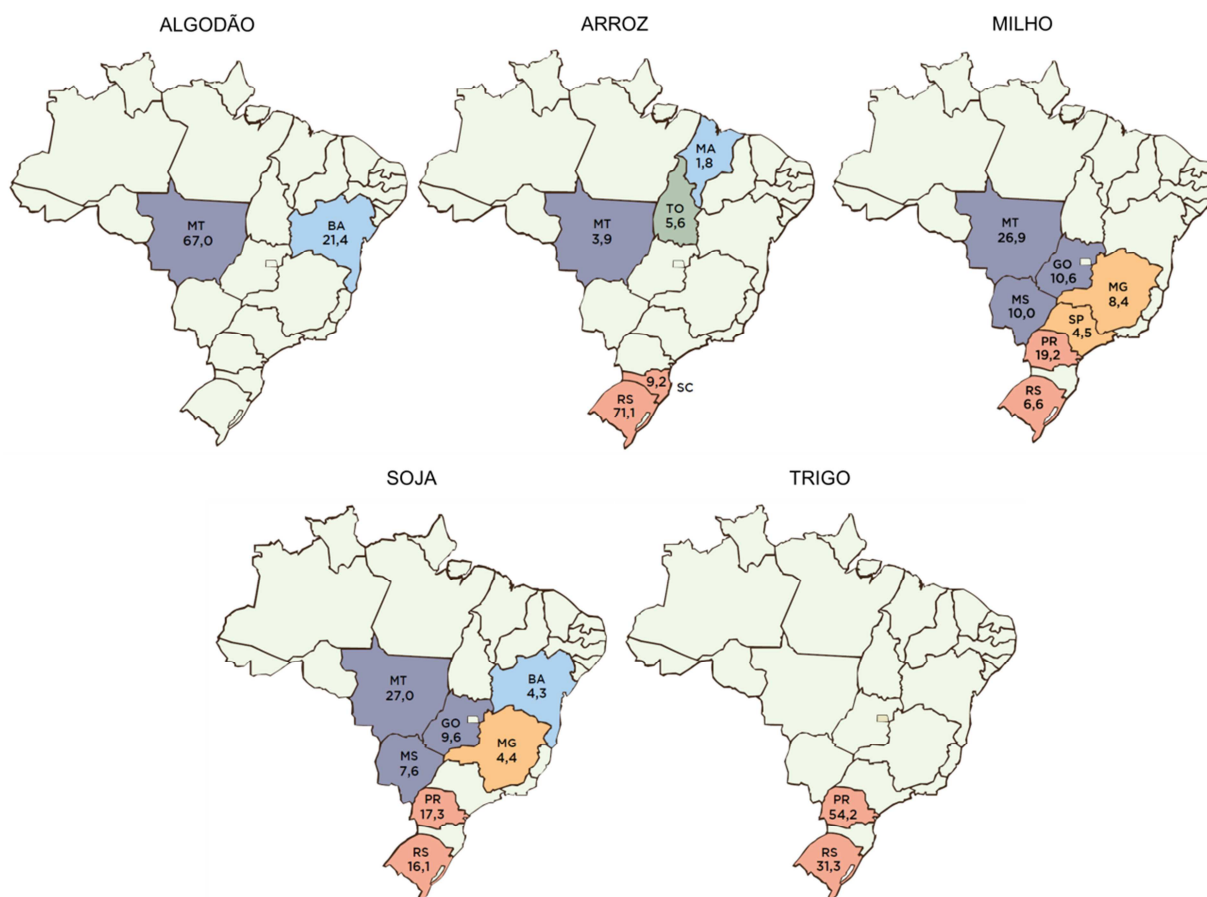 ALGODÃO
MT
67,0
BA
21,4
ARROZ
MA
1,8
TO
5,6
MT
3,9
9,2
SC
RS
71,1
MILHO
MT
26,9
GO
10,6
MS
10,0
MG
8,4
SP
4,5
PR
19,2
RS
6,6
SOJA
MT
27,0
BA
4,3
GO
9,6
MS
7,6
MG
4,4
PR
17,3
RS
16,1
TRIGO
PR
54,2
RS
31,3